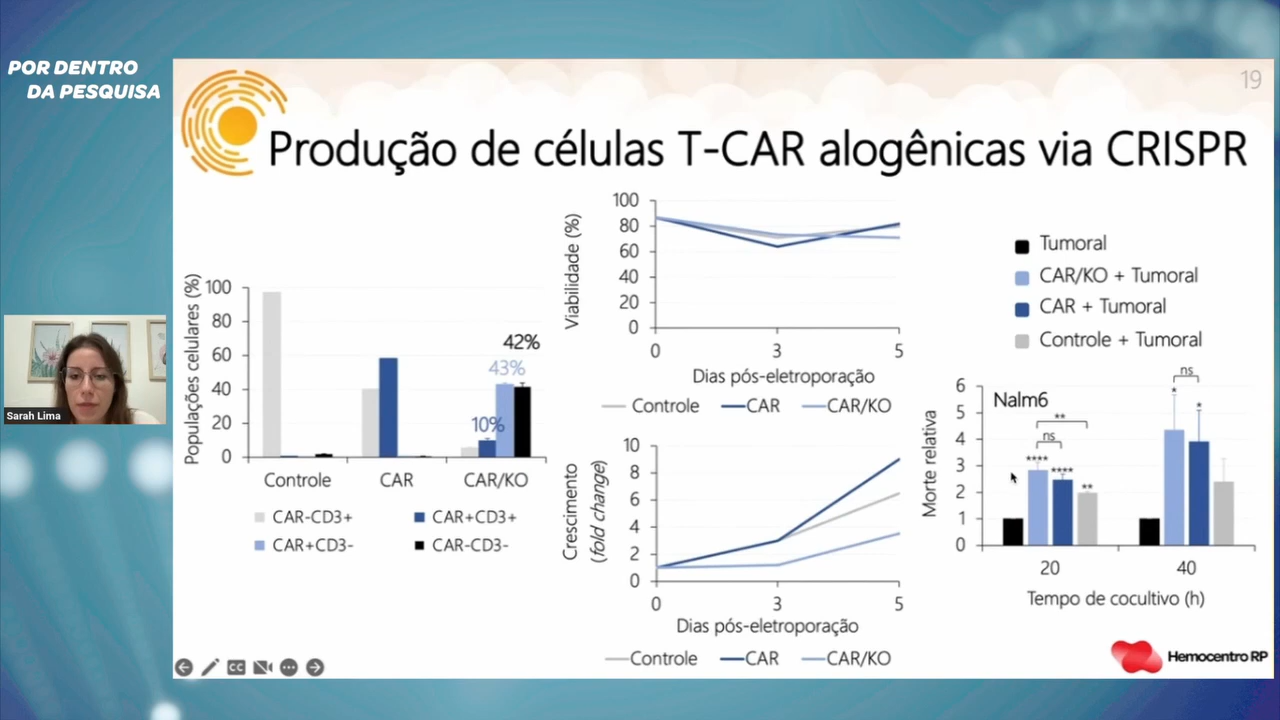 POR DENTRO
DA PESQUISA
19
Produção de células T-CAR alogênicas via CRISPR
Sarah Lima
Populações celulares (%)
100
80
60
40
20
0
42%
43%
10%
Controle
CAR
CAR/KO
CAR-CD3+
CAR+CD3+
CAR+CD3-
CAR-CD3-
Viabilidade (%)
100
80
60
40
20
0
0
3
5
Dias pós-eletroporação
Controle
CAR
CAR/KO
Crescimento
(fold change)
10
8
6
4
2
0
0
3
5
Dias pós-eletroporação
Controle
CAR
CAR/KO
Tumoral
CAR/KO + Tumoral
CAR + Tumoral
Controle + Tumoral
Nalm6
Morte relativa
6
5
4
3
2
1
0
**
ns
****
****
**
ns
*
*
20
40
Tempo de cocultivo (h)
CC
Hemocentro RP